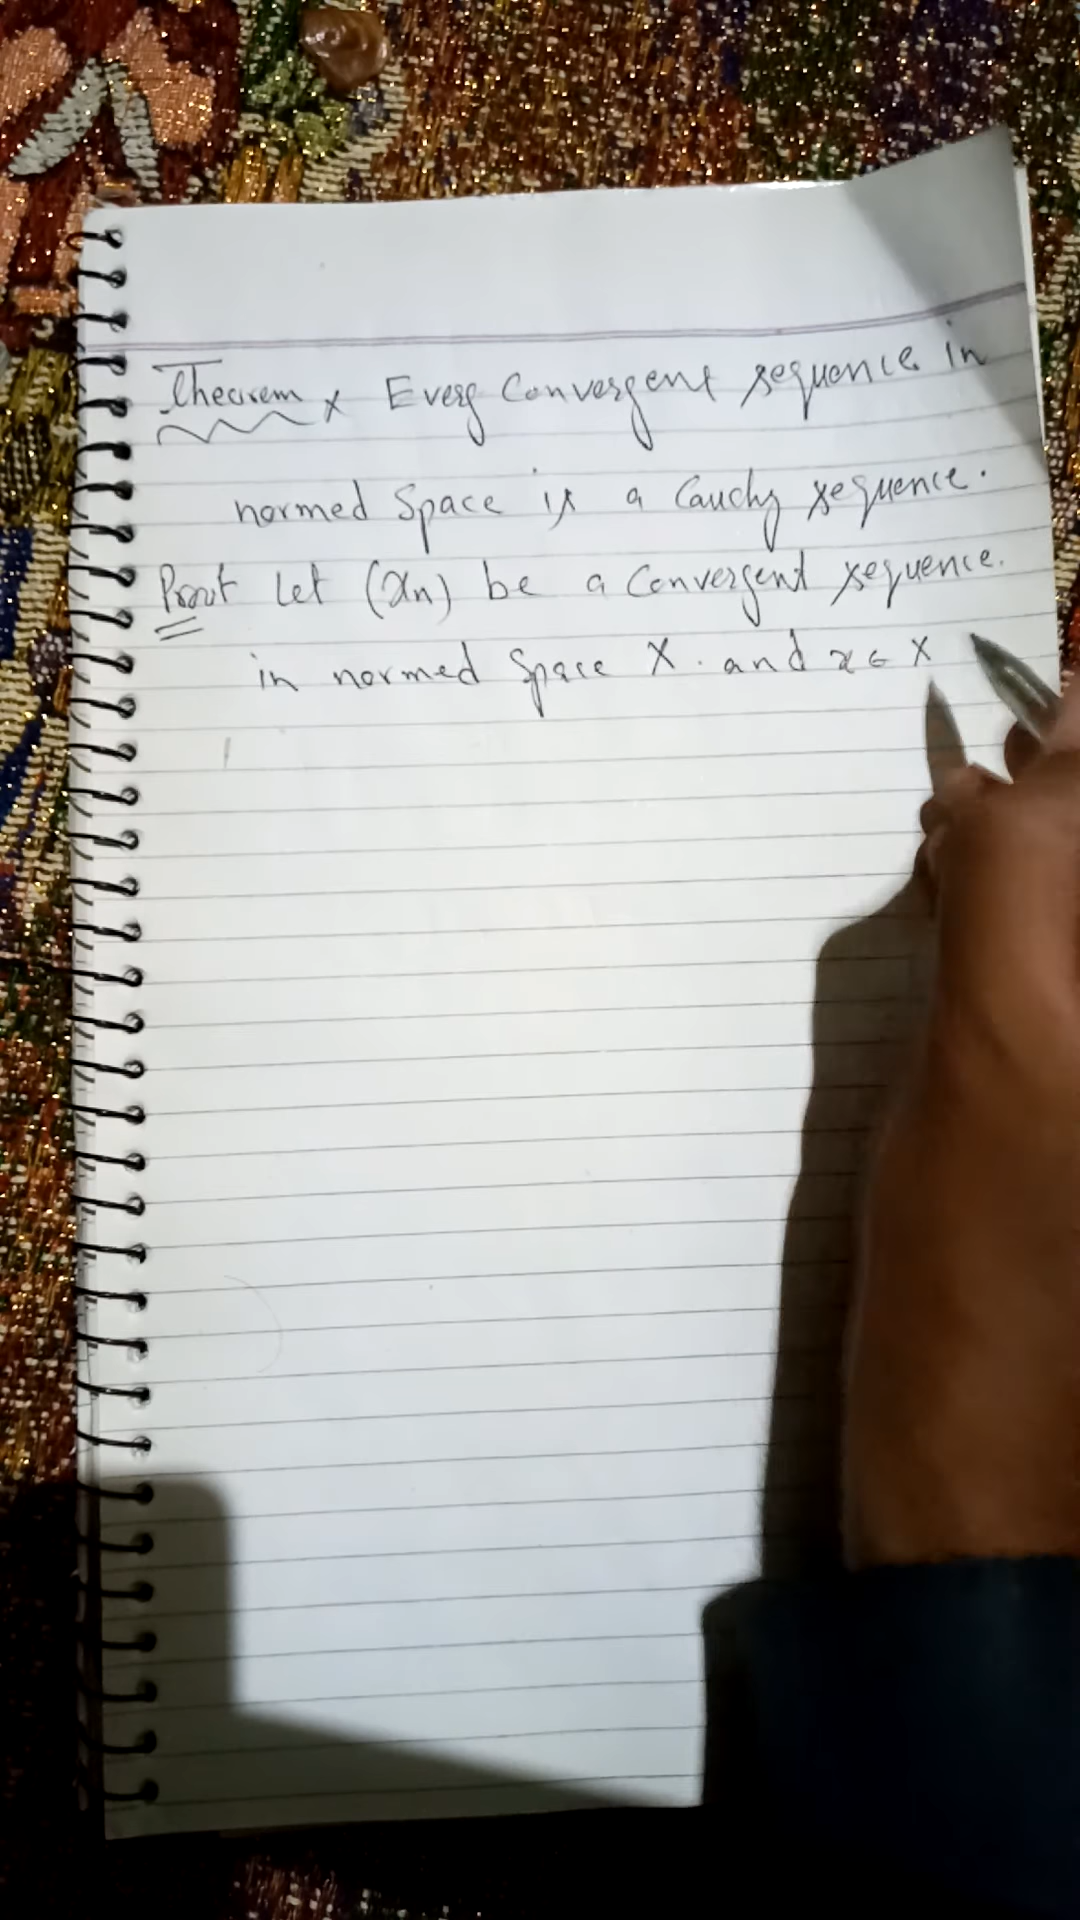 Theorem x Every Convergent sequence in
normed Space is a Cauchy sequence.
Proof Let (xn) be a Convergent sequence.
in normed Space X. and x ∈ X